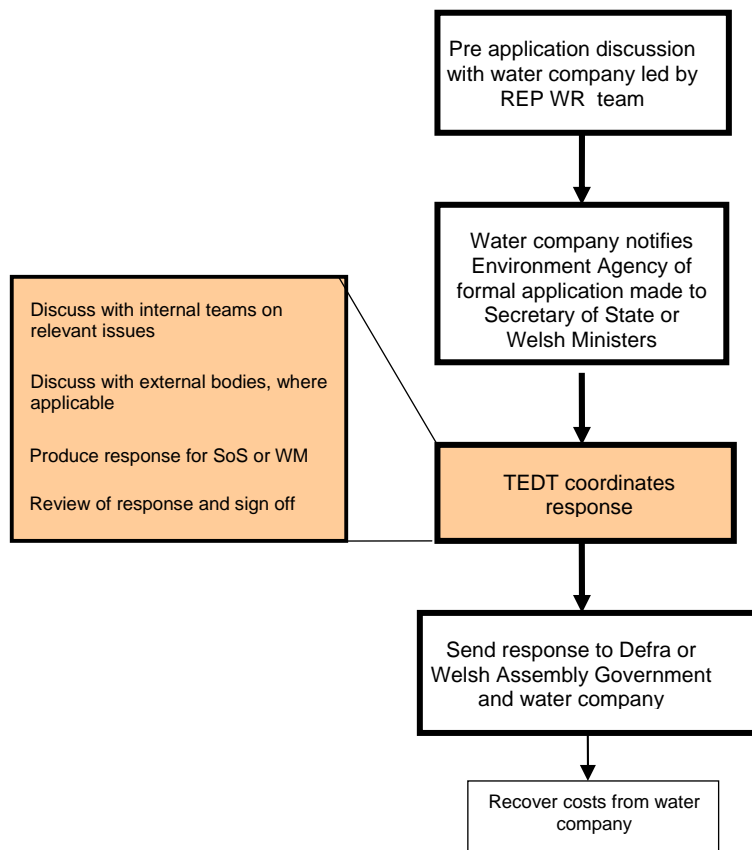 Pre application discussion
with water company led by
REP WR team
Water company notifies
Environment Agency of
formal application made to
Secretary of State or
Welsh Ministers
Discuss with internal teams on
relevant issues
Discuss with external bodies, where
applicable
Produce response for SoS or WM
Review of response and sign off
TEDT coordinates
response
Send response to Defra or
Welsh Assembly Government
and water company
Recover costs from water
company